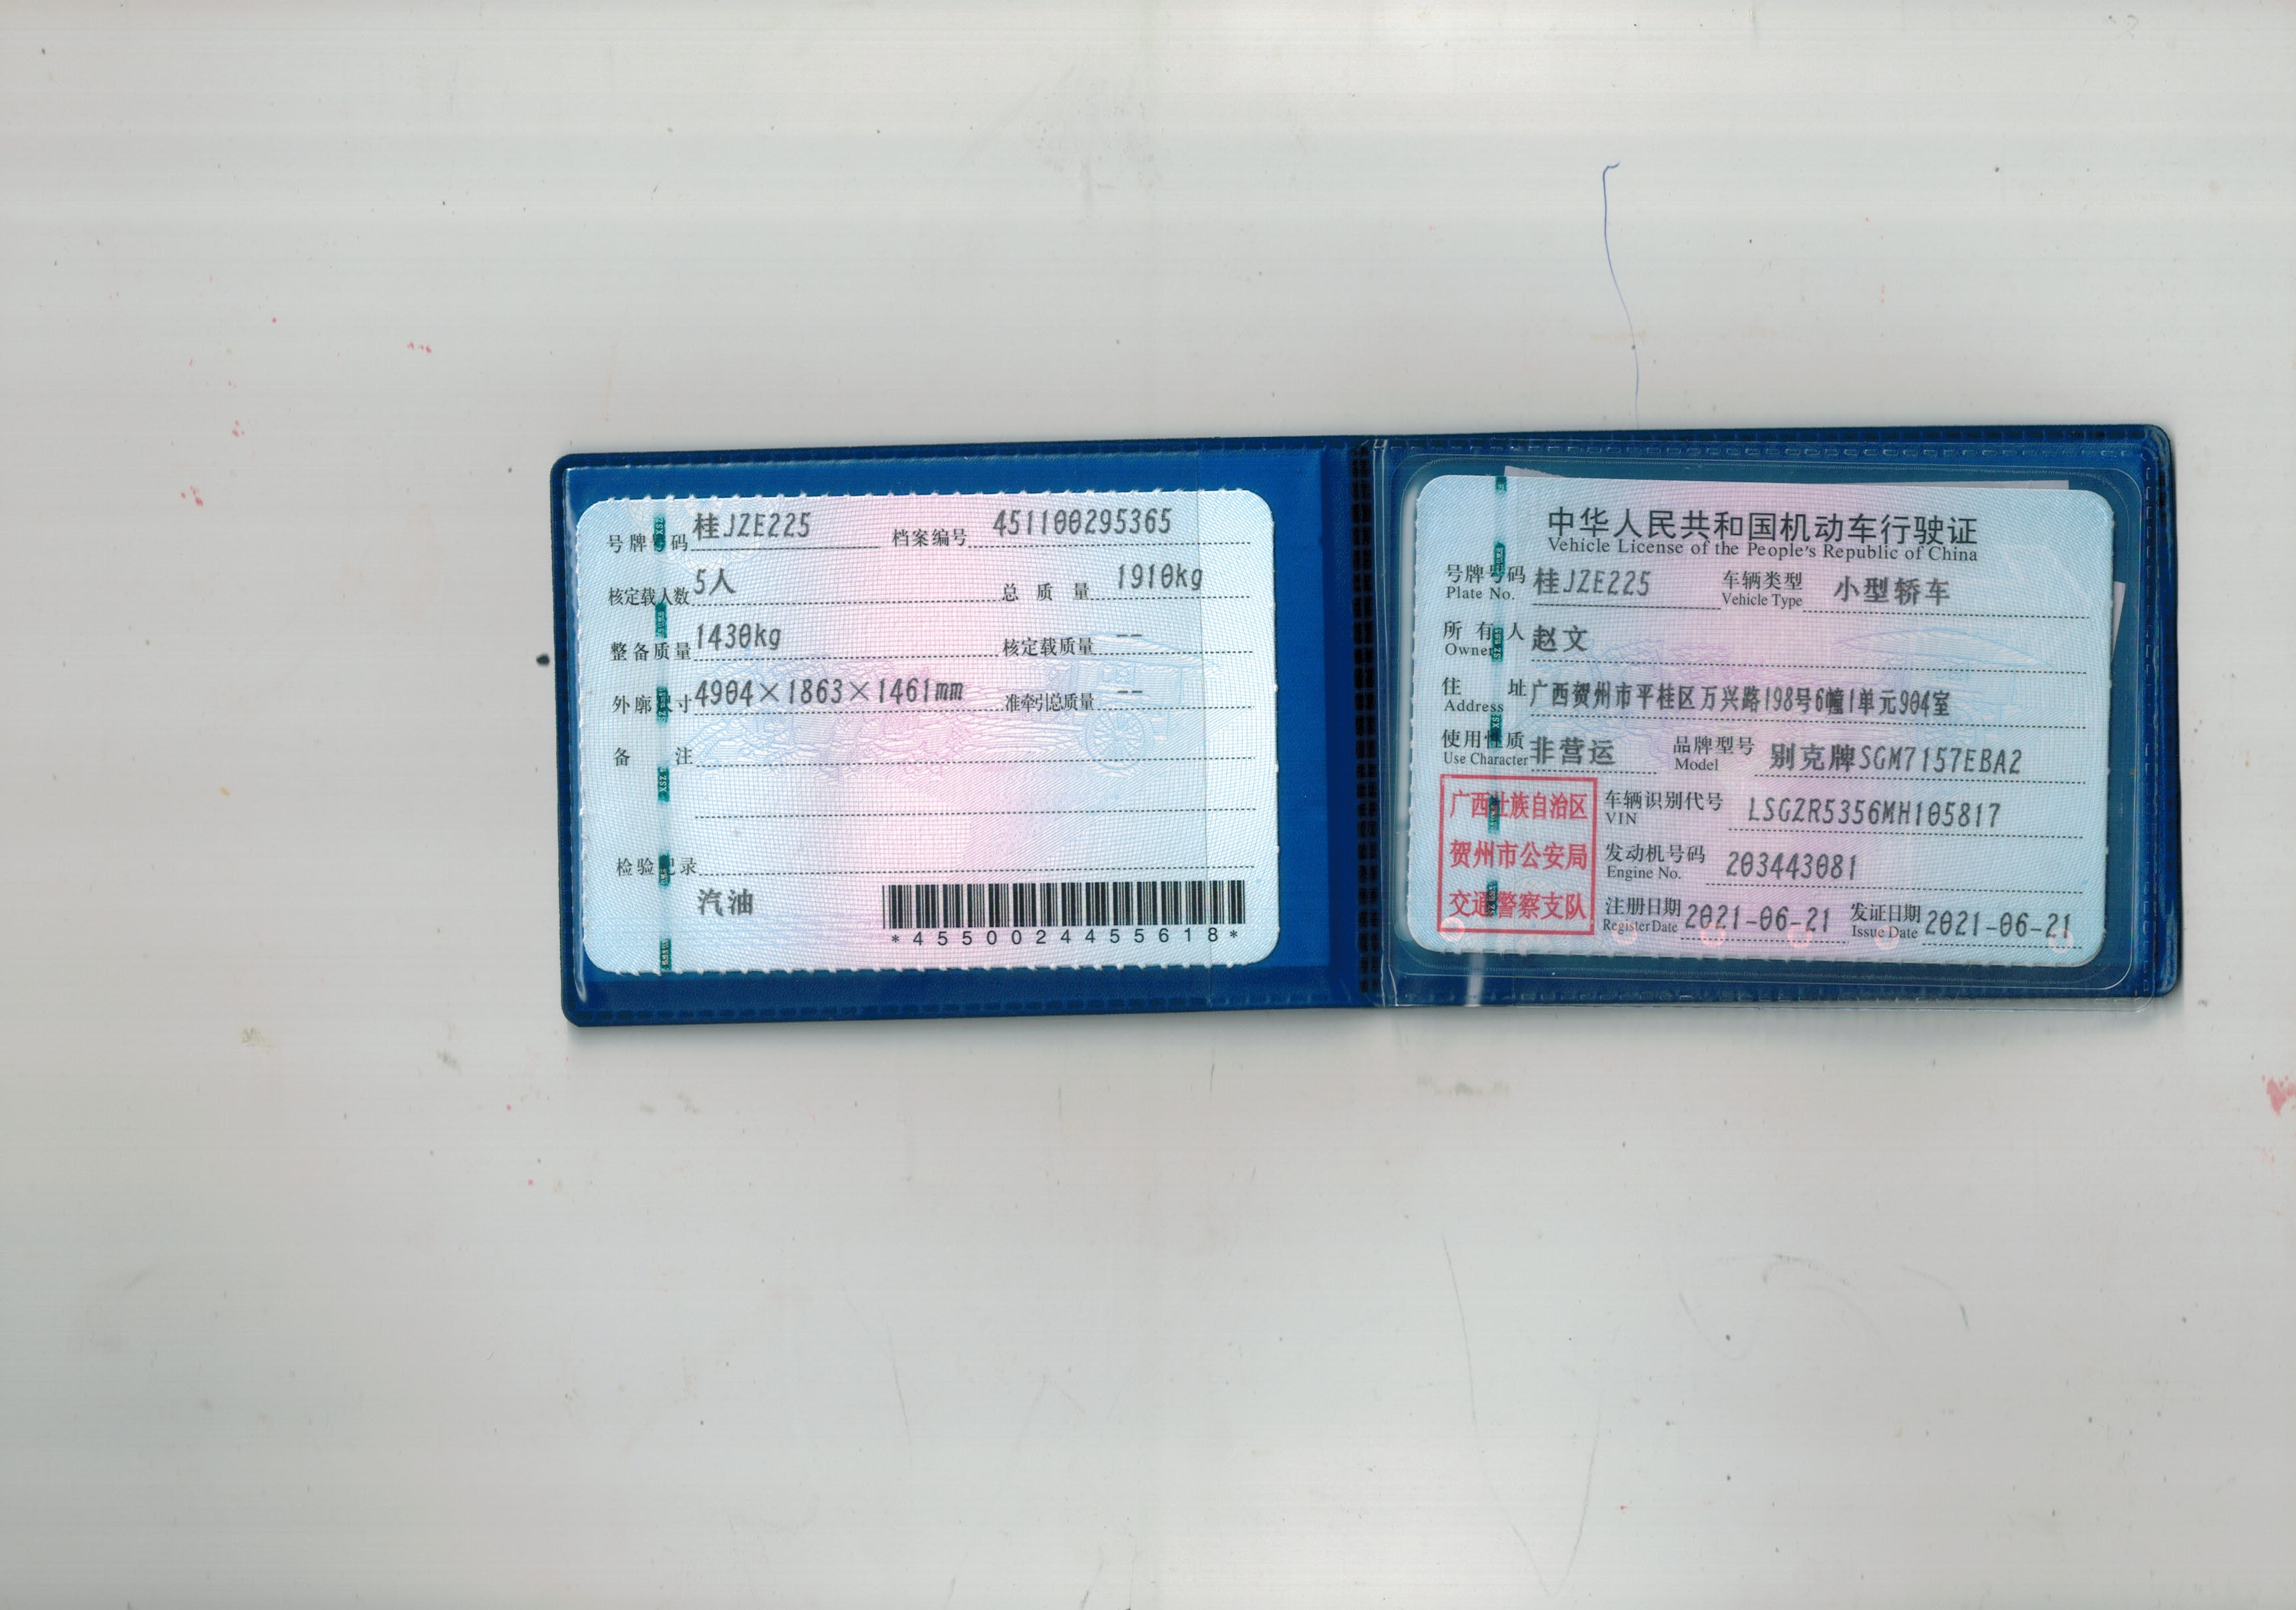 号牌号码 桂JZE225 档案编号 451100295365
核定载人数 5人 总质量 1910kg
整备质量 1430kg 核定载质量 --
外廓尺寸 4904×1863×1461mm 准牵引总质量 --
备注
检验记录
汽油
*4550024455618*
中华人民共和国机动车行驶证
Vehicle License of the People's Republic of China
号牌号码 桂JZE225 车辆类型 小型轿车
Plate No. Vehicle Type
所有人 赵文
Owner
住址 广西贺州市平桂区万兴路198号6幢1单元904室
Address
使用性质 非营运 品牌型号 别克牌SGM7157EBA2
Use Character Model
广西壮族自治区
贺州市公安局
交通警察支队
车辆识别代号 LSGZR5356MH105817
VIN
发动机号码 203443081
Engine No.
注册日期 2021-06-21 发证日期 2021-06-21
Register Date Issue Date